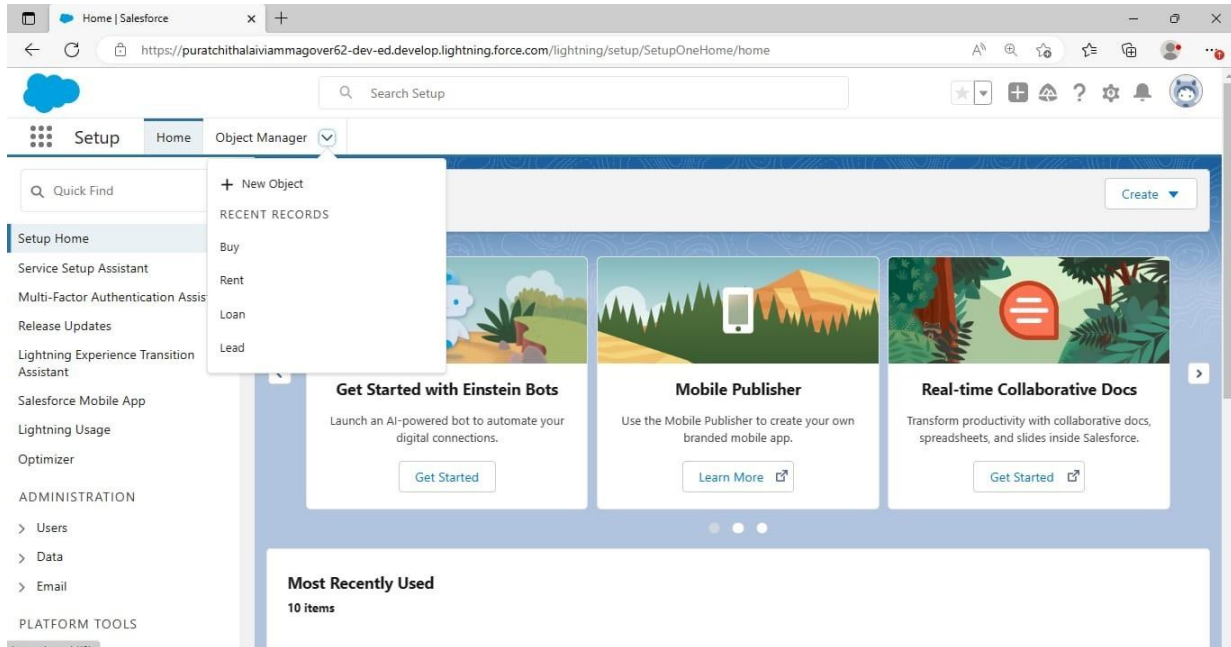 Home | Salesforce
https://puratchithalaiviammagover62-dev-ed.develop.lightning.force.com/lightning/setup/SetupOneHome/home
Search Setup
Setup
Home
Object Manager
Quick Find
New Object
Create
RECENT RECORDS
Setup Home
Buy
Service Setup Assistant
Rent
Multi-Factor Authentication Assis
Loan
Release Updates
Lead
Lightning Experience Transition
Assistant
Salesforce Mobile App
Lightning Usage
Optimizer
ADMINISTRATION
Users
Data
Email
PLATFORM TOOLS
Get Started with Einstein Bots
Launch an AI-powered bot to automate your
digital connections.
Get Started
Mobile Publisher
Use the Mobile Publisher to create your own
branded mobile app.
Learn More
Real-time Collaborative Docs
Transform productivity with collaborative docs,
spreadsheets, and slides inside Salesforce.
Get Started
Most Recently Used
10 items